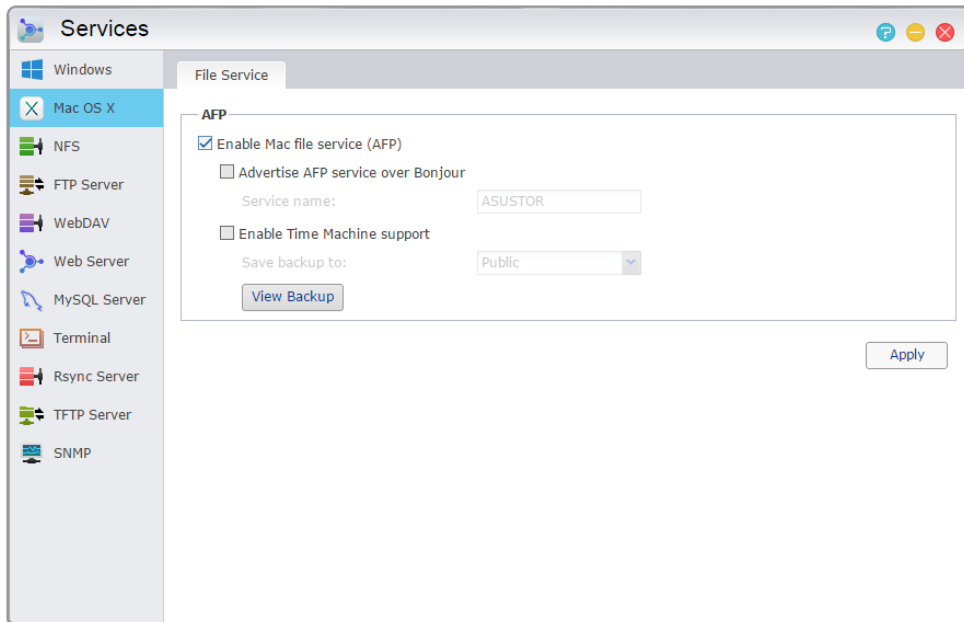 Services
Windows
Mac OS X
NFS
FTP Server
WebDAV
Web Server
MySQL Server
Terminal
Rsync Server
TFTP Server
SNMP
File Service
AFP
Enable Mac file service (AFP)
Advertise AFP service over Bonjour
Service name: ASUSTOR
Enable Time Machine support
Save backup to: Public
View Backup
Apply